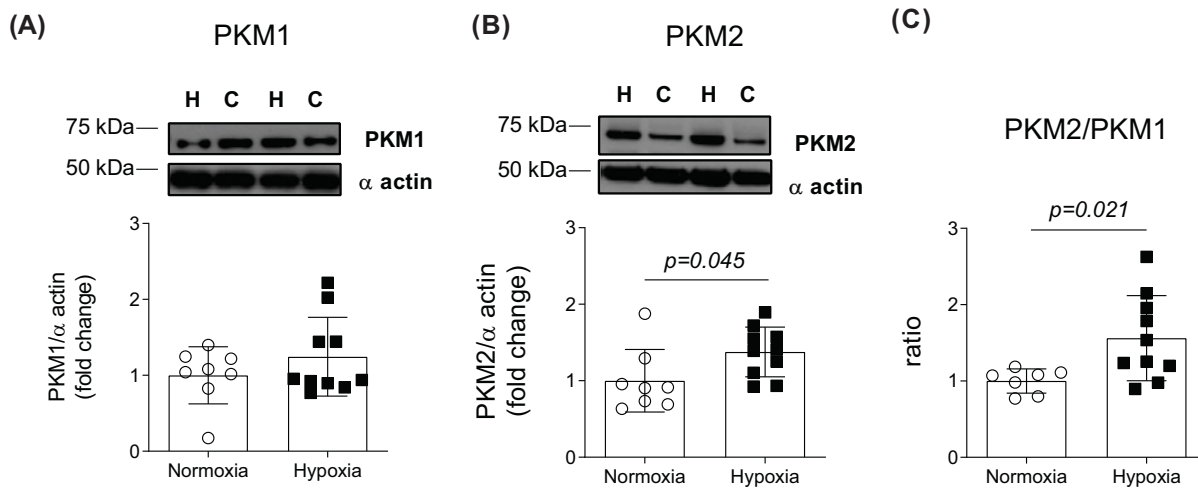 (A)
PKM1
H C H C
75 kDa
PKM1
50 kDa
α actin
PKM1/α actin
(fold change)
3
2
1
0
Normoxia
Hypoxia
(B)
PKM2
H C H C
75 kDa
PKM2
50 kDa
α actin
PKM2/α actin
(fold change)
3
2
1
0
p=0.045
Normoxia
Hypoxia
(C)
PKM2/PKM1
p=0.021
ratio
3
2
1
0
Normoxia
Hypoxia